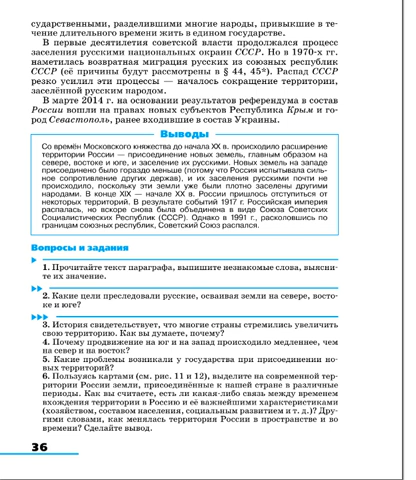 сударственными, разделившими многие народы, привыкшие в те-
чение длительного времени жить в едином государстве.
В первые десятилетия советской власти продолжался процесс
заселения русскими национальных окраин СССР. Но в 1970-х гг.
наметилась возвратная миграция русских из союзных республик
СССР (её причины будут рассмотрены в § 44, 45*). Распад СССР
резко усилил эти процессы — началось сокращение территории,
заселённой русским народом.
В марте 2014 г. на основании результатов референдума в состав
России вошли на правах новых субъектов Республика Крым и го-
род Севастополь, ранее входившие в состав Украины.
Выводы
Со времён Московского княжества до начала XX в. происходило расширение
территории России — присоединение новых земель, главным образом на
севере, востоке и юге, и заселение их русскими. Новых земель на западе
присоединено было гораздо меньше (потому что Россия испытывала силь-
ное сопротивление других держав), и их заселения русскими почти не
происходило, поскольку эти земли уже были плотно заселены другими
народами. В конце XIX — начале XX в. России пришлось отступиться от
некоторых территорий. В результате событий 1917 г. Российская империя
распалась, но вскоре снова была объединена в виде Союза Советских
Социалистических Республик (СССР). Однако в 1991 г., расколовшись по
границам союзных республик, Советский Союз распался.
Вопросы и задания
1. Прочитайте текст параграфа, выпишите незнакомые слова, выясни-
те их значение.
2. Какие цели преследовали русские, осваивая земли на севере, восто-
ке и юге?
3. История свидетельствует, что многие страны стремились увеличить
свою территорию. Как вы думаете, почему?
4. Почему продвижение на юг и на запад происходило медленнее, чем
на север и на восток?
5. Какие проблемы возникали у государства при присоединении но-
вых территорий?
6. Пользуясь картами (см. рис. 11 и 12), выделите на современной тер-
ритории России земли, присоединённые к нашей стране в различные
периоды. Как вы считаете, есть ли какая-либо связь между временем
вхождения территории в Россию и её важнейшими характеристиками
(хозяйством, составом населения, социальным развитием и т. д.)? Дру-
гими словами, как менялась территория России в пространстве и во
времени? Сделайте вывод.
36